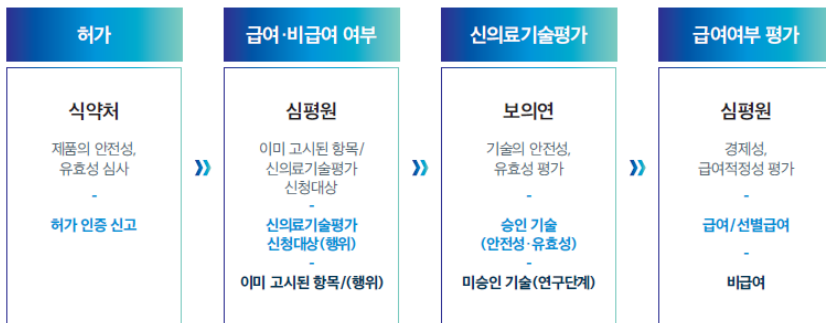 허가
식약처
제품의 안전성,
유효성 심사
-
허가 인증 신고
급여·비급여 여부
심평원
이미 고시된 항목/
신의료기술평가
신청대상
-
신의료기술평가
신청대상(행위)
-
이미 고시된 항목/(행위)
신의료기술평가
보의연
기술의 안전성,
유효성 평가
-
승인 기술
(안전성·유효성)
-
미승인 기술(연구단계)
급여여부 평가
심평원
경제성,
급여적정성 평가
-
급여/선별급여
-
비급여